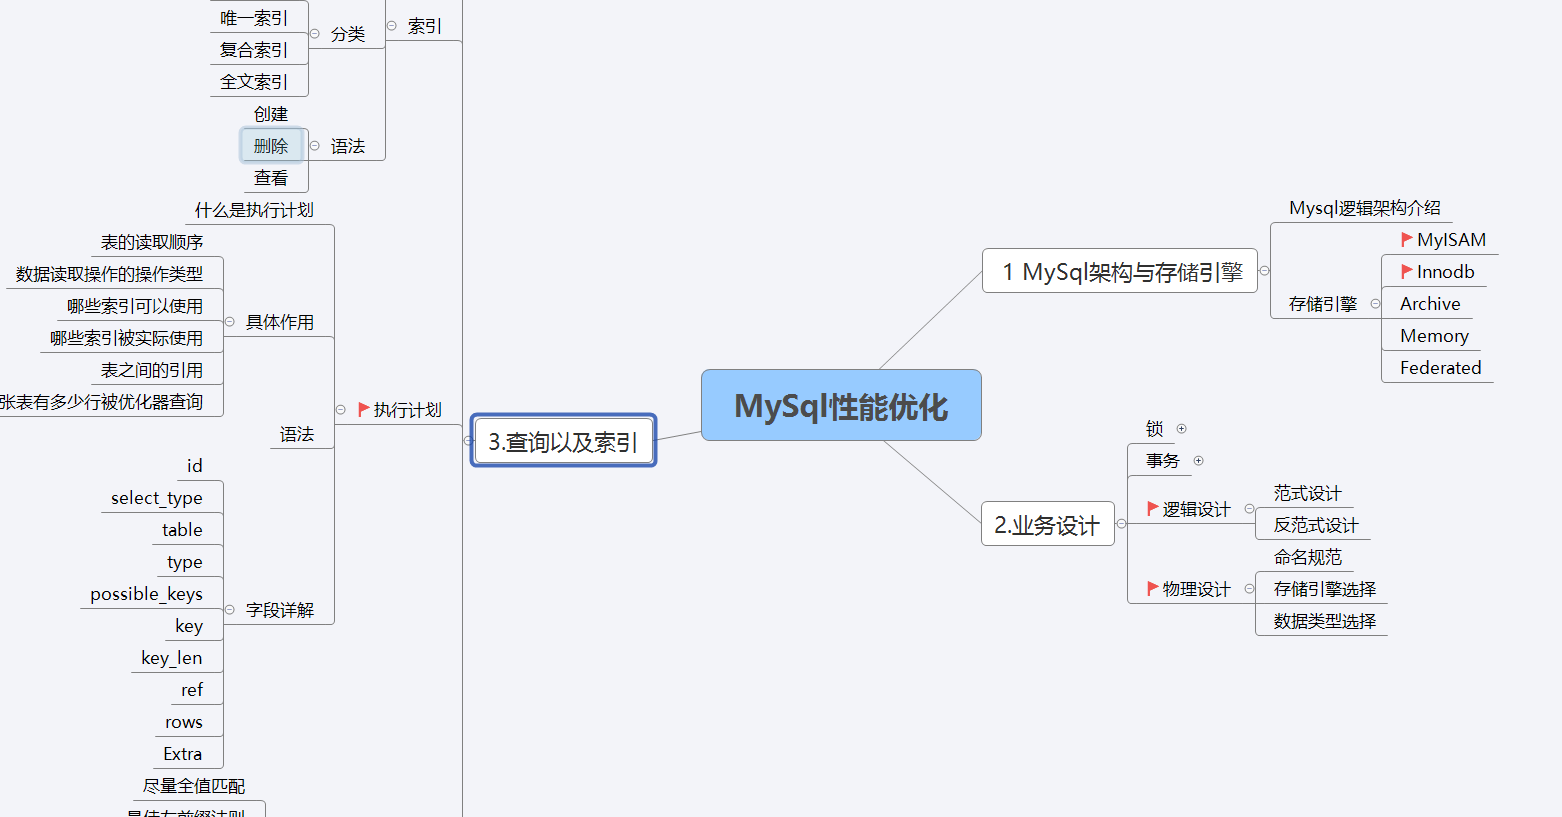 MySql性能优化
1 MySql架构与存储引擎
Mysql逻辑架构介绍
存储引擎
MyISAM
Innodb
Archive
Memory
Federated
2.业务设计
锁
事务
逻辑设计
范式设计
反范式设计
物理设计
命名规范
存储引擎选择
数据类型选择
3.查询以及索引
索引
分类
唯一索引
复合索引
全文索引
语法
创建
删除
查看
执行计划
什么是执行计划
具体作用
表的读取顺序
数据读取操作的操作类型
哪些索引可以使用
哪些索引被实际使用
表之间的引用
张表有多少行被优化器查询
语法
字段详解
id
select_type
table
type
possible_keys
key
key_len
ref
rows
Extra
尽量全值匹配